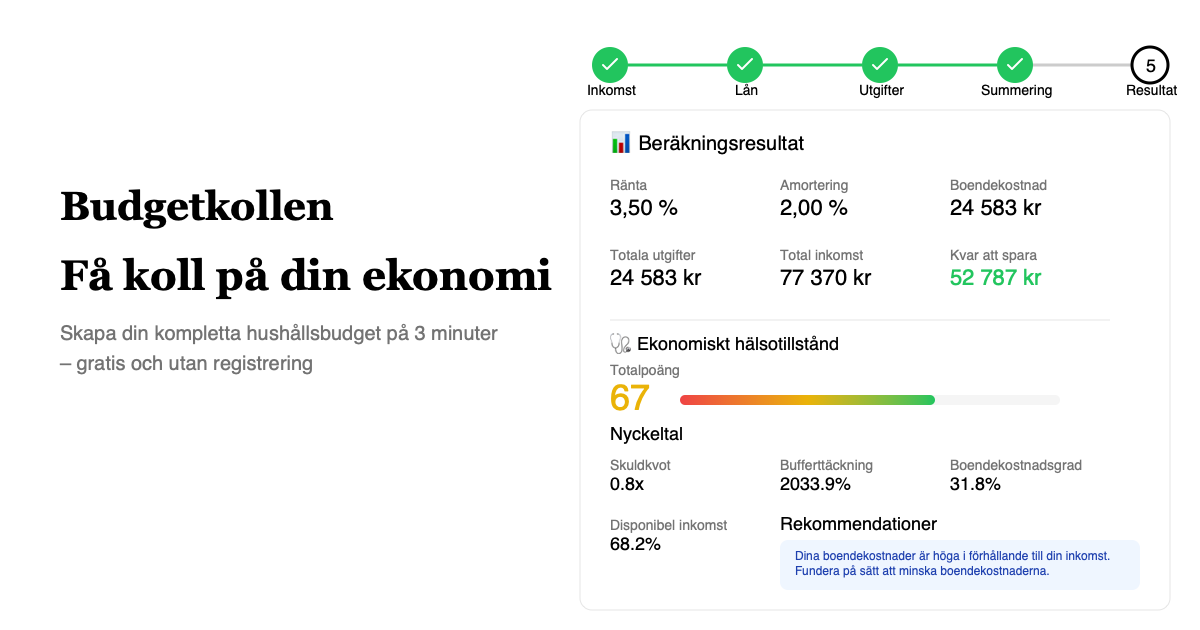 Budgetkollen
Få koll på din ekonomi
Skapa din kompletta hushållsbudget på 3 minuter
– gratis och utan registrering
5
Inkomst Lån Utgifter Summering Resultat
Beräkningsresultat
Ränta Amortering Boendekostnad
3,50 % 2,00 % 24 583 kr
Totala utgifter Total inkomst Kvar att spara
24 583 kr 77 370 kr 52 787 kr
Ekonomiskt hälsotillstånd
Totalpoäng
67
Nyckeltal
Skuldkvot Bufferttäckning Boendekostnadsgrad
0.8x 2033.9% 31.8%
Disponibel inkomst
68.2%
Rekommendationer
Dina boendekostnader är höga i förhållande till din inkomst.
Fundera på sätt att minska boendekostnaderna.